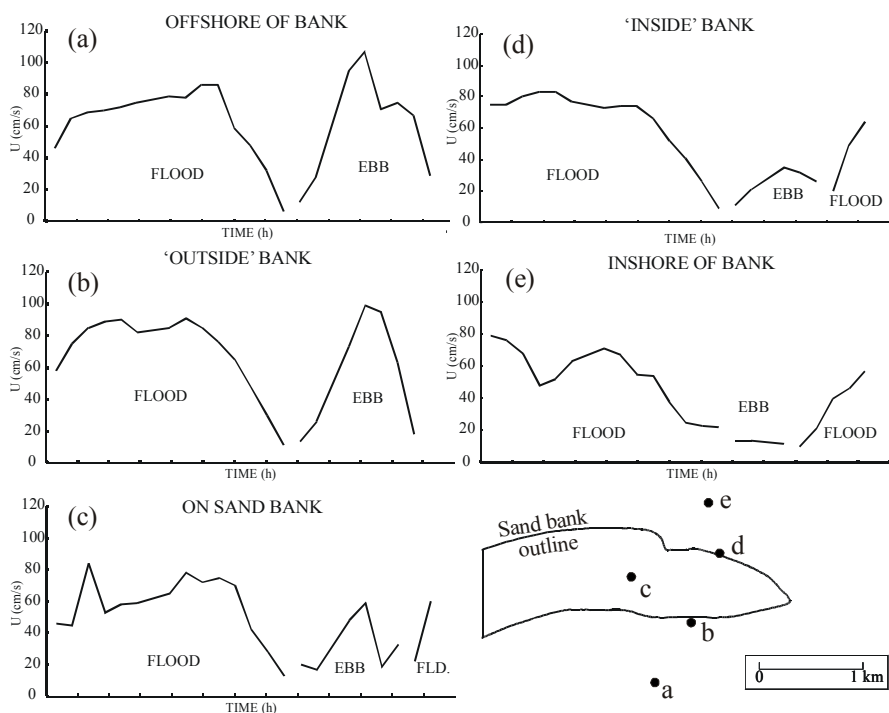 OFFSHORE OF BANK
(a)
120
100
80
60
40
20
0
U (cm/s)
FLOOD
EBB
TIME (h)
‘INSIDE’ BANK
(d)
120
100
80
60
40
20
0
U (cm/s)
FLOOD
EBB
FLOOD
TIME (h)
‘OUTSIDE’ BANK
(b)
120
100
80
60
40
20
0
U (cm/s)
FLOOD
EBB
TIME (h)
INSHORE OF BANK
(e)
120
100
80
60
40
20
0
U (cm/s)
FLOOD
EBB
FLOOD
TIME (h)
ON SAND BANK
(c)
120
100
80
60
40
20
0
U (cm/s)
FLOOD
EBB
FLD.
TIME (h)
Sand bank
outline
e
d
c
b
a
0 1 km